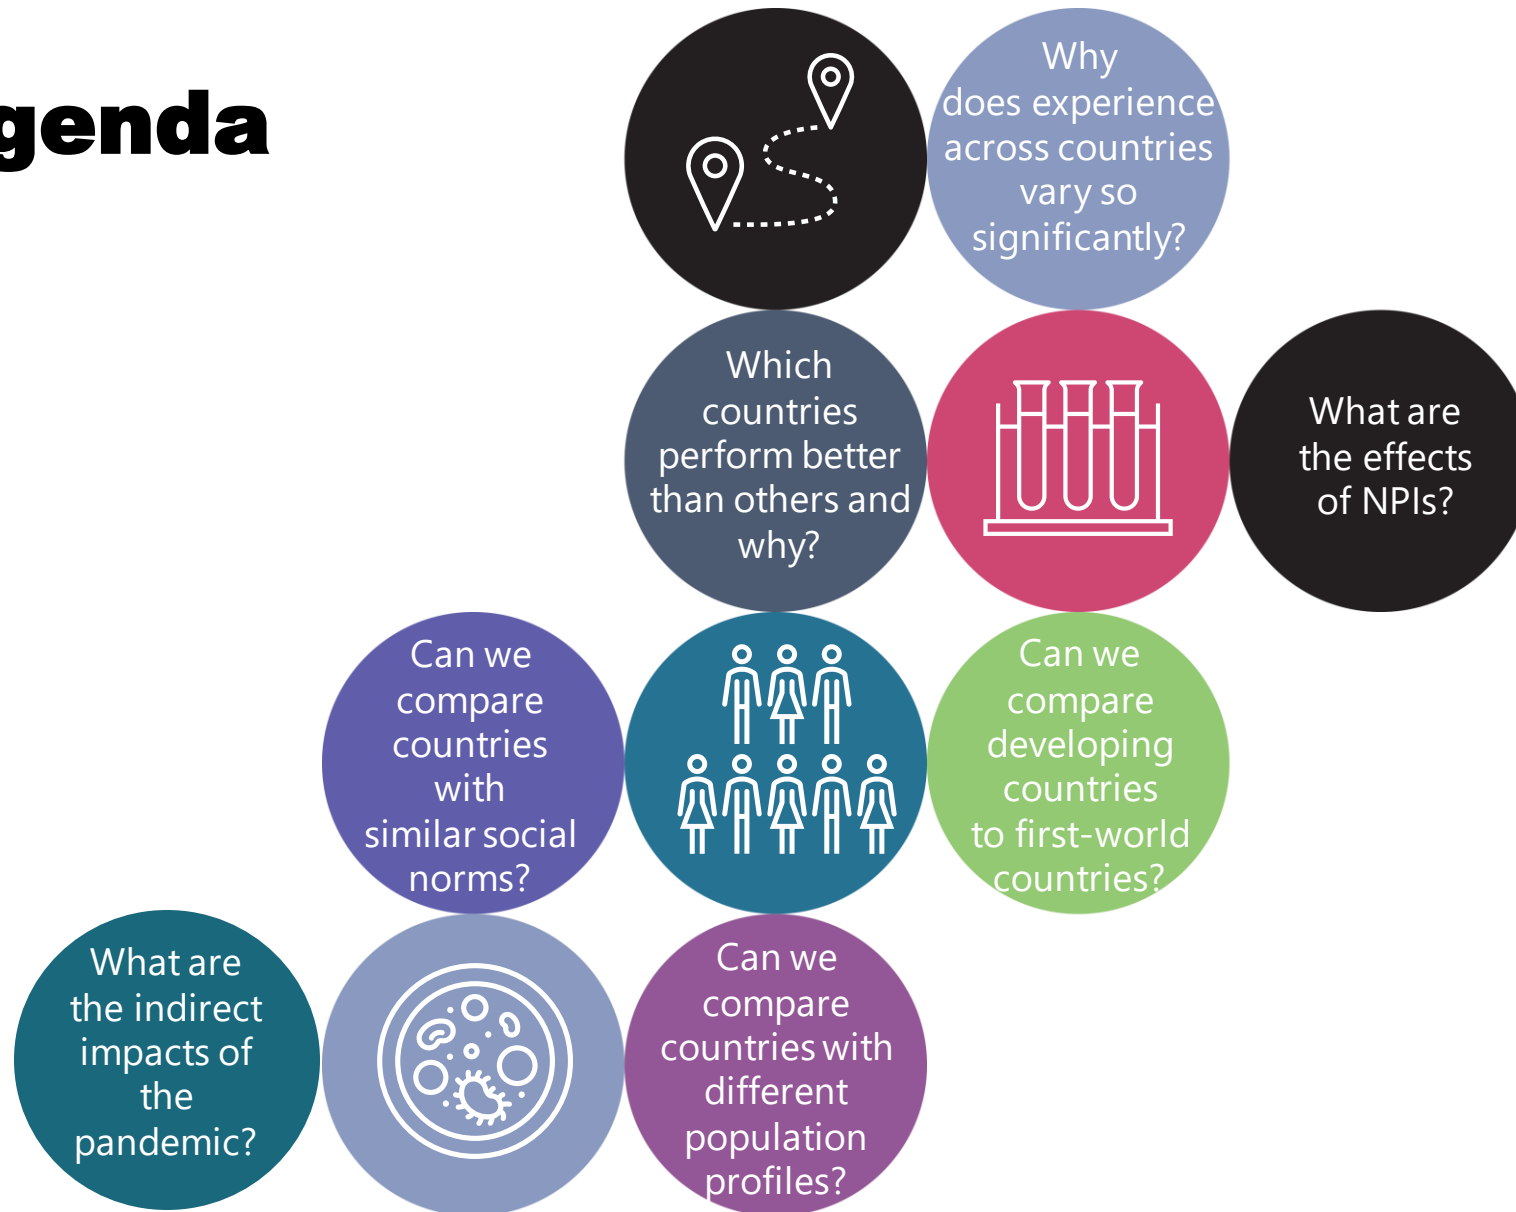 genda
Why
does experience
across countries
vary so
significantly?
Which
countries
perform better
than others and
why?
What are
the effects
of NPIs?
Can we
compare
countries
with
similar social
norms?
Can we
compare
developing
countries
to first-world
countries?
What are
the indirect
impacts of
the
pandemic?
Can we
compare
countries with
different
population
profiles?